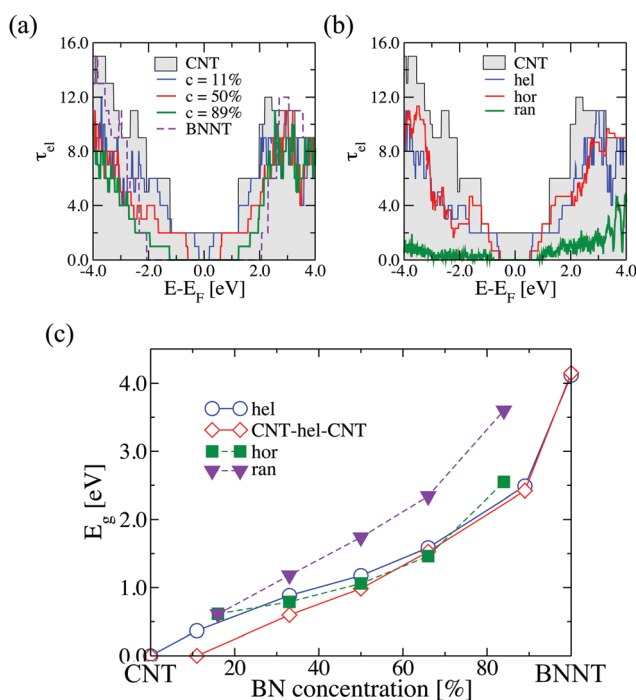 (a)
16.0
12.0
8.0
4.0
0.0
τel
CNT
c = 11%
c = 50%
c = 89%
BNNT
-4.0 -2.0 0.0 2.0 4.0
E-EF [eV]
(b)
16.0
12.0
8.0
4.0
0.0
τel
CNT
hel
hor
ran
-4.0 -2.0 0.0 2.0 4.0
E-EF [eV]
(c)
4.0
3.0
2.0
1.0
0.0
Eg [eV]
hel
CNT-hel-CNT
hor
ran
CNT 20 40 60 80 BNNT
BN concentration [%]